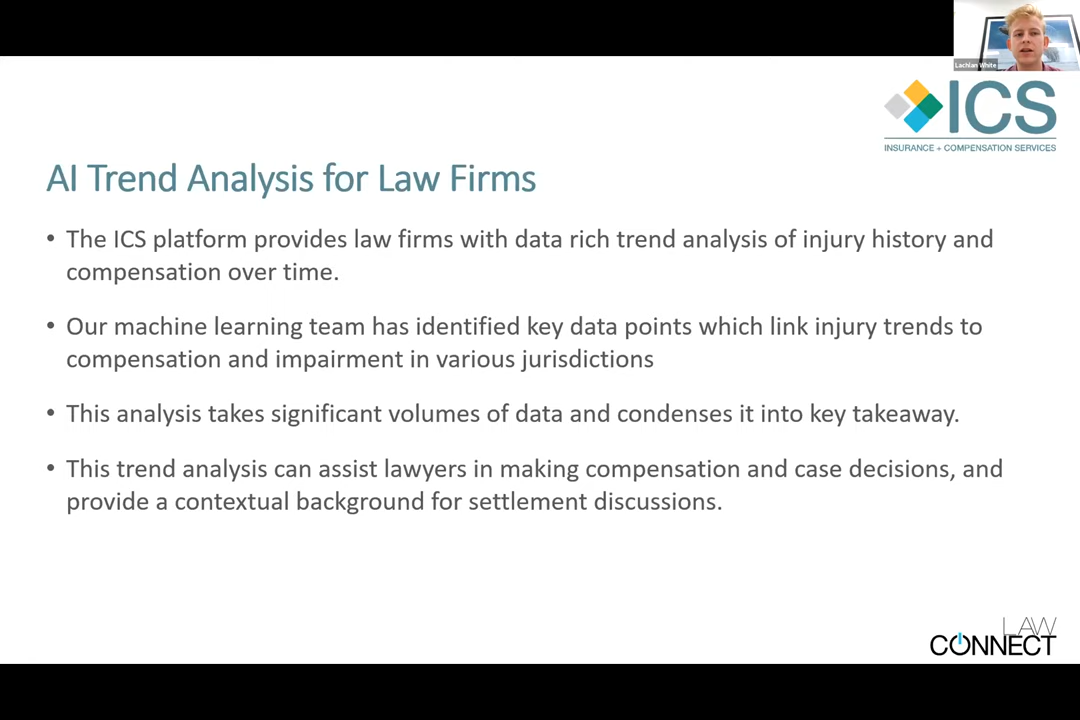 Lachlan White
ICS
INSURANCE + COMPENSATION SERVICES
AI Trend Analysis for Law Firms
• The ICS platform provides law firms with data rich trend analysis of injury history and
compensation over time.
• Our machine learning team has identified key data points which link injury trends to
compensation and impairment in various jurisdictions
• This analysis takes significant volumes of data and condenses it into key takeaway.
• This trend analysis can assist lawyers in making compensation and case decisions, and
provide a contextual background for settlement discussions.
LAW
CONNECT